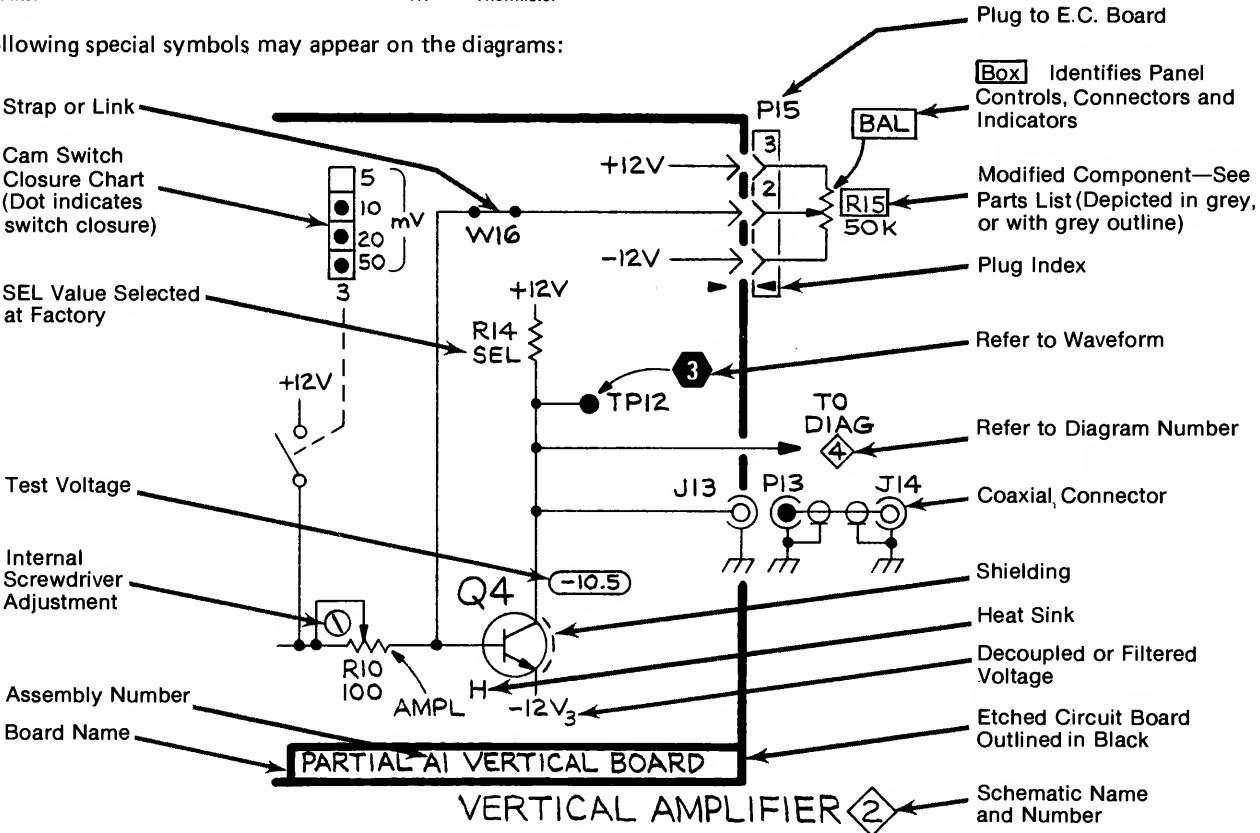 llowing special symbols may appear on the diagrams:
Plug to E.C. Board
Box Identifies Panel
Controls, Connectors and
Indicators
Strap or Link
Cam Switch
Closure Chart
(Dot indicates
switch closure)
Modified Component—See
Parts List (Depicted in grey,
or with grey outline)
Plug Index
SEL Value Selected
at Factory
Refer to Waveform
Refer to Diagram Number
Test Voltage
Coaxial Connector
Internal
Screwdriver
Adjustment
Shielding
Heat Sink
Decoupled or Filtered
Voltage
Assembly Number
Board Name
Etched Circuit Board
Outlined in Black
Schematic Name
and Number
P15
BAL
3
2
+12V
R15
50K
-12V
W16
5
10
20
50
mV
3
+12V
R14
SEL
3
TP12
+12V
TO
DIAG
4
J13
P13
J14
-10.5
Q4
R10
100
AMPL
H
-12V3
PARTIAL A1 VERTICAL BOARD
VERTICAL AMPLIFIER 2